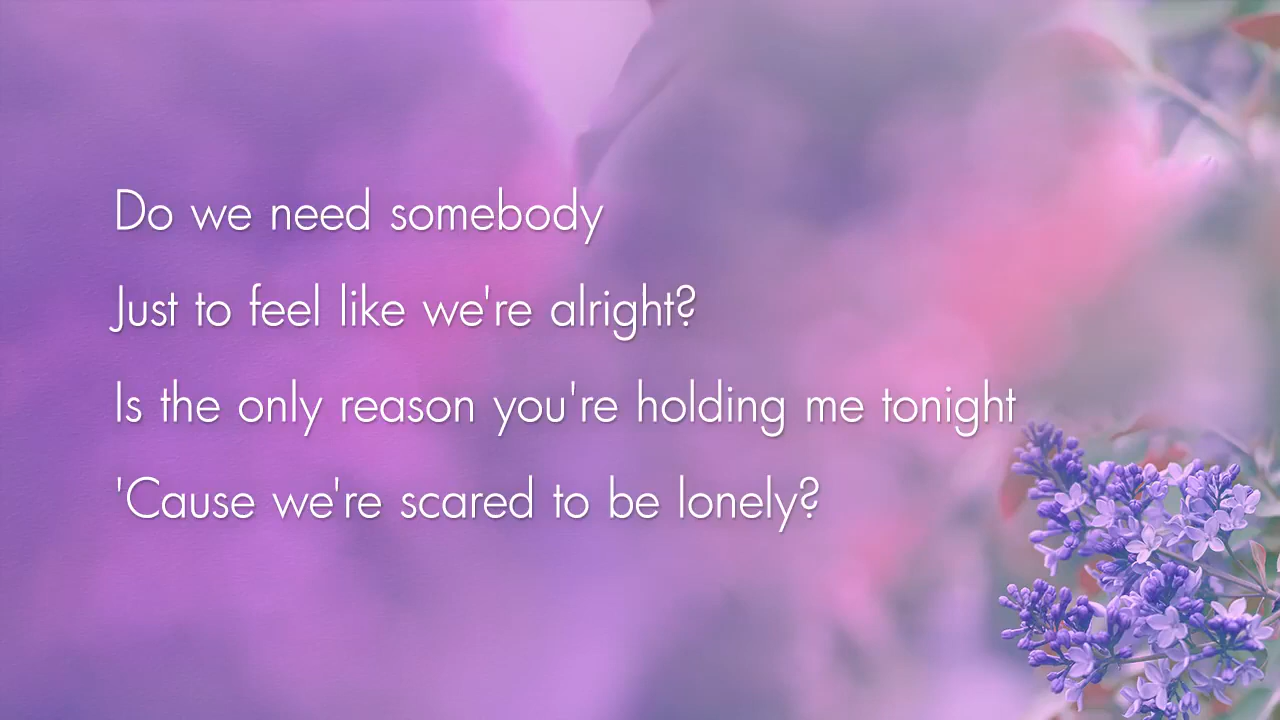 Do we need somebody
Just to feel like we're alright?
Is the only reason you're holding me tonight
'Cause we're scared to be lonely?